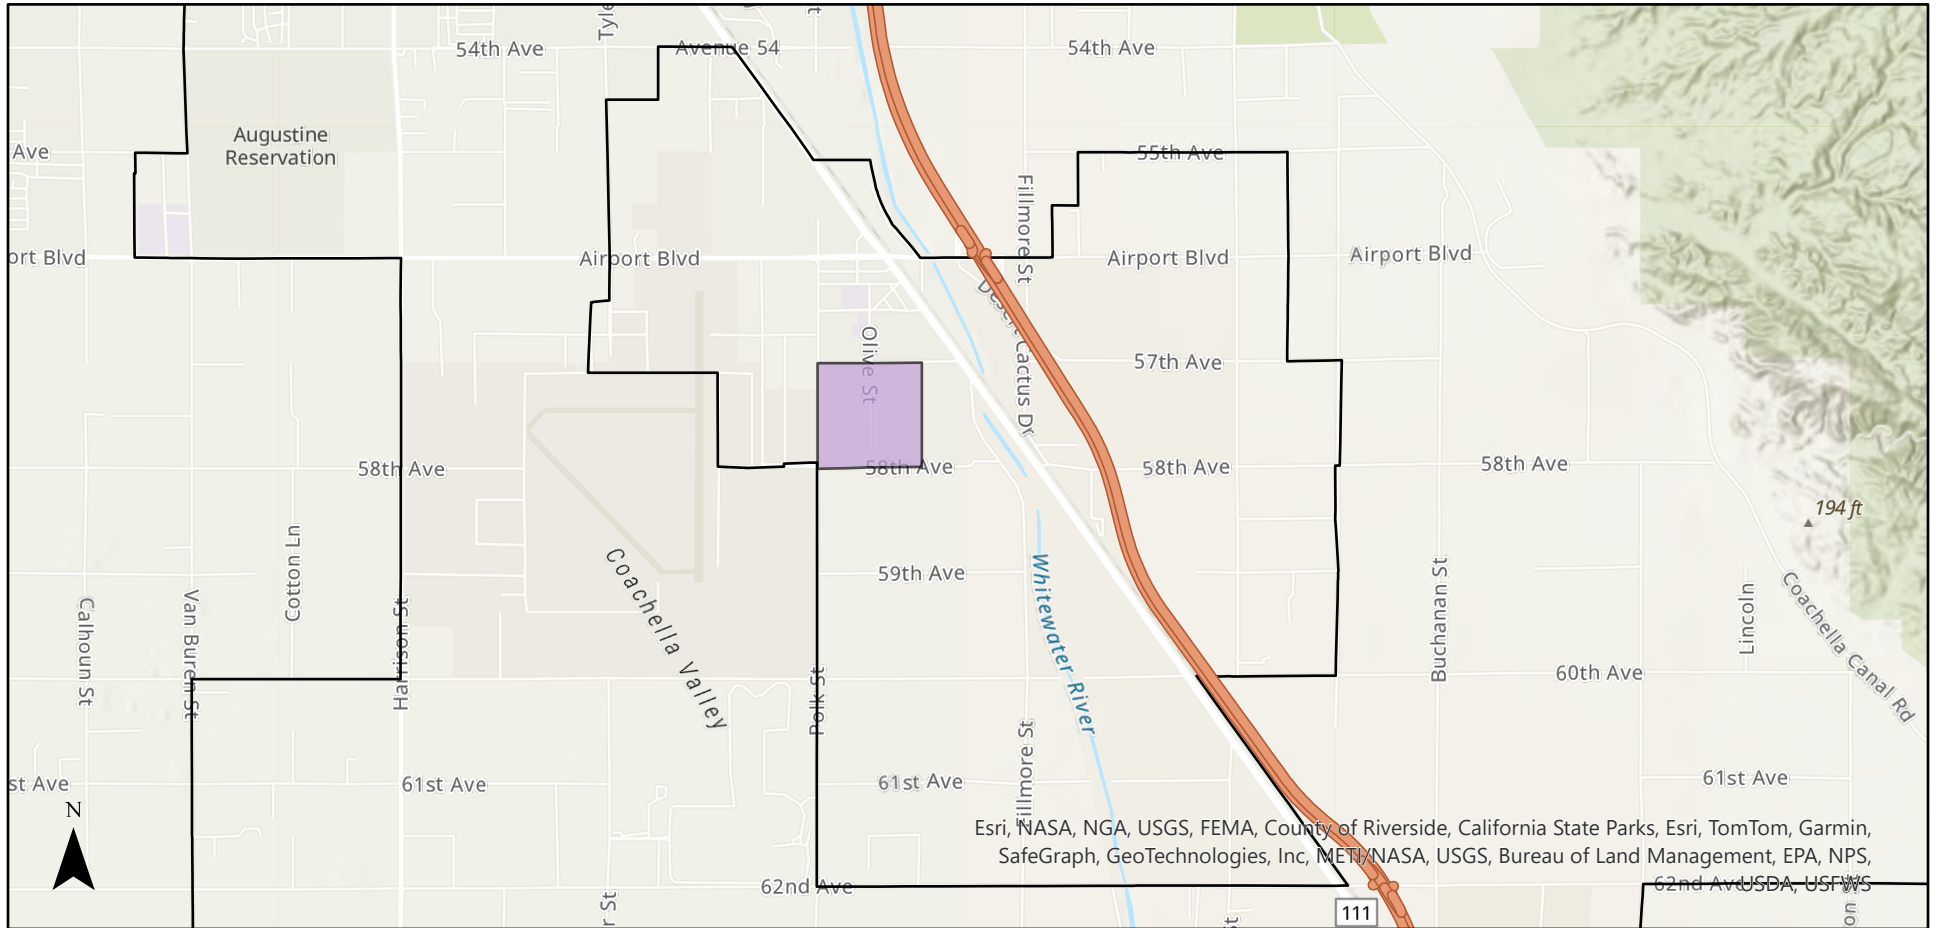 Tyle
54th Ave
Avenue 54
54th Ave
Augustine
Reservation
Ave
55th Ave
Fillmore St
ort Blvd
Airport Blvd
Airport Blvd
Airport Blvd
Desert Cactus Dr
Olive St
57th Ave
58th Ave
58th Ave
58th Ave
58th Ave
194 ft
Cotton Ln
Coachella Valley
59th Ave
Whitewater River
Calhoun St
Van Buren St
Harrison St
Polk St
Buchanan St
Lincoln
Coachella Canal Rd
60th Ave
Fillmore St
st Ave
61st Ave
61st Ave
61st Ave
N
Esri, NASA, NGA, USGS, FEMA, County of Riverside, California State Parks, Esri, TomTom, Garmin,
SafeGraph, GeoTechnologies, Inc, METI/NASA, USGS, Bureau of Land Management, EPA, NPS,
USDA, USFWS
62nd Ave
62nd Ave
r St
St
on S
111